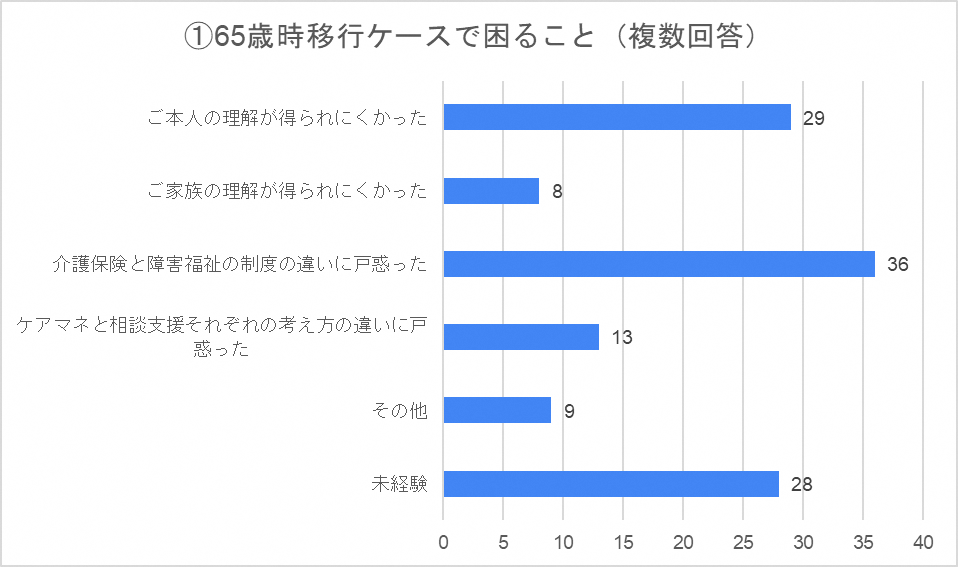 ①65歳時移行ケースで困ること（複数回答）
ご本人の理解が得られにくかった
29
ご家族の理解が得られにくかった
8
介護保険と障害福祉の制度の違いに戸惑った
36
ケアマネと相談支援それぞれの考え方の違いに戸
惑った
13
その他
9
未経験
28
0 5 10 15 20 25 30 35 40